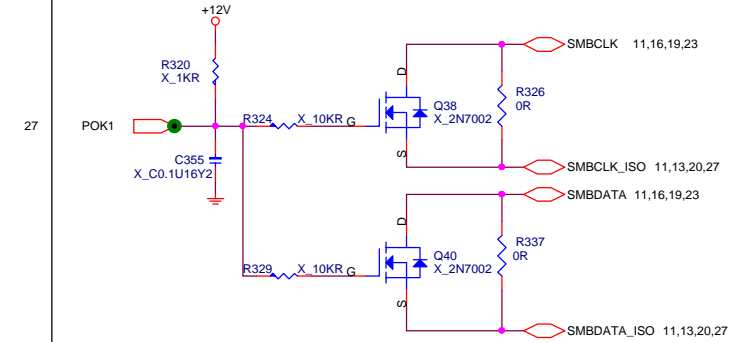 +12V
SMBCLK 11,16,19,23
R320
X_1KR
D
R326
0R
Q38
X_2N7002
R324 X_10KR G
27 POK1
C355
X_C0.1U16Y2
S
SMBCLK_ISO 11,13,20,27
SMBDATA 11,16,19,23
D
R337
0R
Q40
X_2N7002
R329 X_10KR G
S
SMBDATA_ISO 11,13,20,27